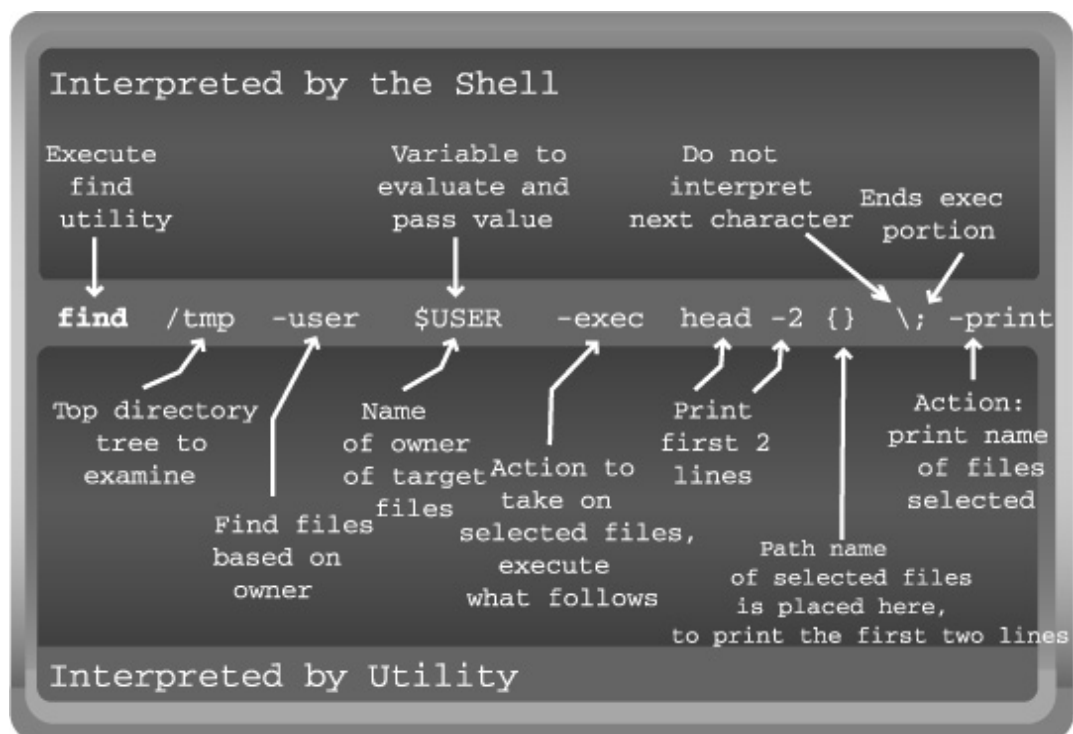 Interpreted by the Shell
Execute
find
utility
Variable to
evaluate and
pass value
Do not
interpret
next character
Ends exec
portion
find /tmp -user $USER -exec head -2 {} \; -print
Top directory
tree to
examine
Find files
based on
owner
Name
of owner
of target
files
Action to
take on
selected files,
execute
what follows
Print
first 2
lines
Path name
of selected files
is placed here,
to print the first two lines
Action:
print name
of files
selected
Interpreted by Utility